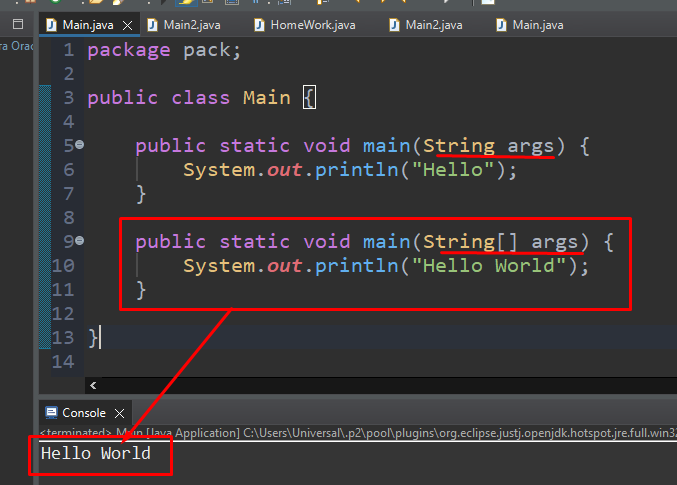 Main.java Main2.java HomeWork.java Main2.java Main.java
ra Orac
1 package pack;
2
3 public class Main {
4
5 public static void main(String args) {
6 System.out.println("Hello");
7 }
8
9 public static void main(String[] args) {
10 System.out.println("Hello World");
11 }
12
13 }
14
Console
<terminated> Main [Java Application] C:\Users\Universal\.p2\pool\plugins\org.eclipse.justj.openjdk.hotspot.jre.full.win32
Hello World